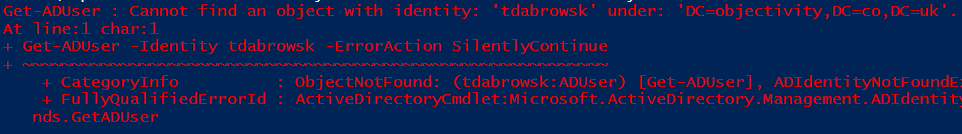 Get-ADUser : Cannot find an object with identity: 'tdabrowsk' under: 'DC=objectivity,DC=co,DC=uk'.
At line:1 char:1
+ Get-ADUser -Identity tdabrowsk -ErrorAction SilentlyContinue
+ ~~~~~~~~~~~~~~~~~~~~~~~~~~~~~~~~~~~~~~~~~~~~~~~~~~~~~~~~~~~~
    + CategoryInfo          : ObjectNotFound: (tdabrowsk:ADUser) [Get-ADUser], ADIdentityNotFoundEx
    + FullyQualifiedErrorId : ActiveDirectoryCmdlet:Microsoft.ActiveDirectory.Management.ADIdentity
   nds.GetADUser